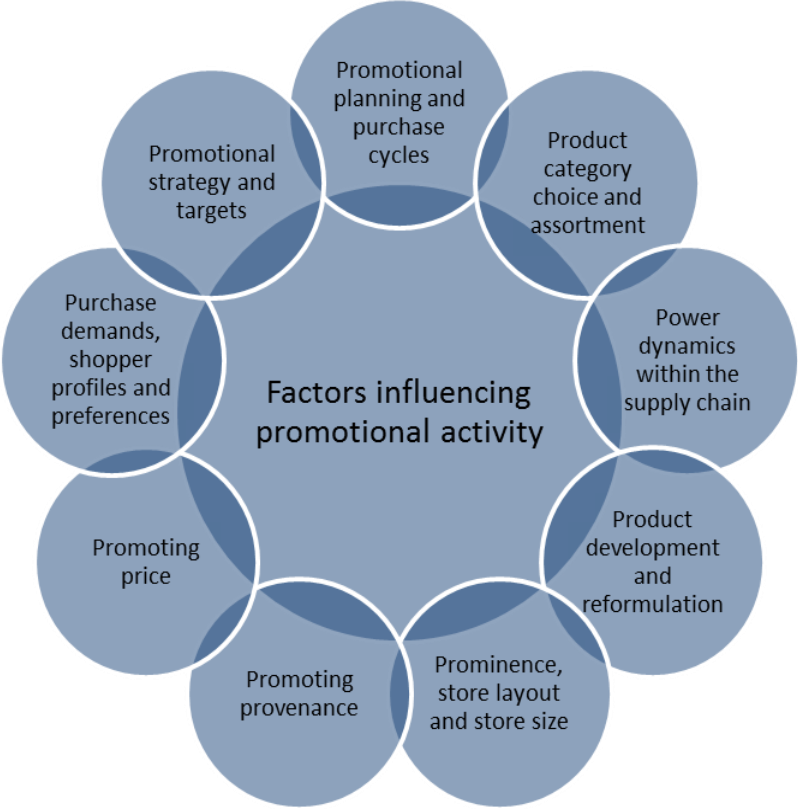 Promotional
planning and
purchase
cycles
Product
category
choice and
assortment
Power
dynamics
within the
supply chain
Product
development
and
reformulation
Prominence,
store layout
and store size
Promoting
provenance
Promoting
price
Purchase
demands,
shopper
profiles and
preferences
Promotional
strategy and
targets
Factors influencing
promotional activity